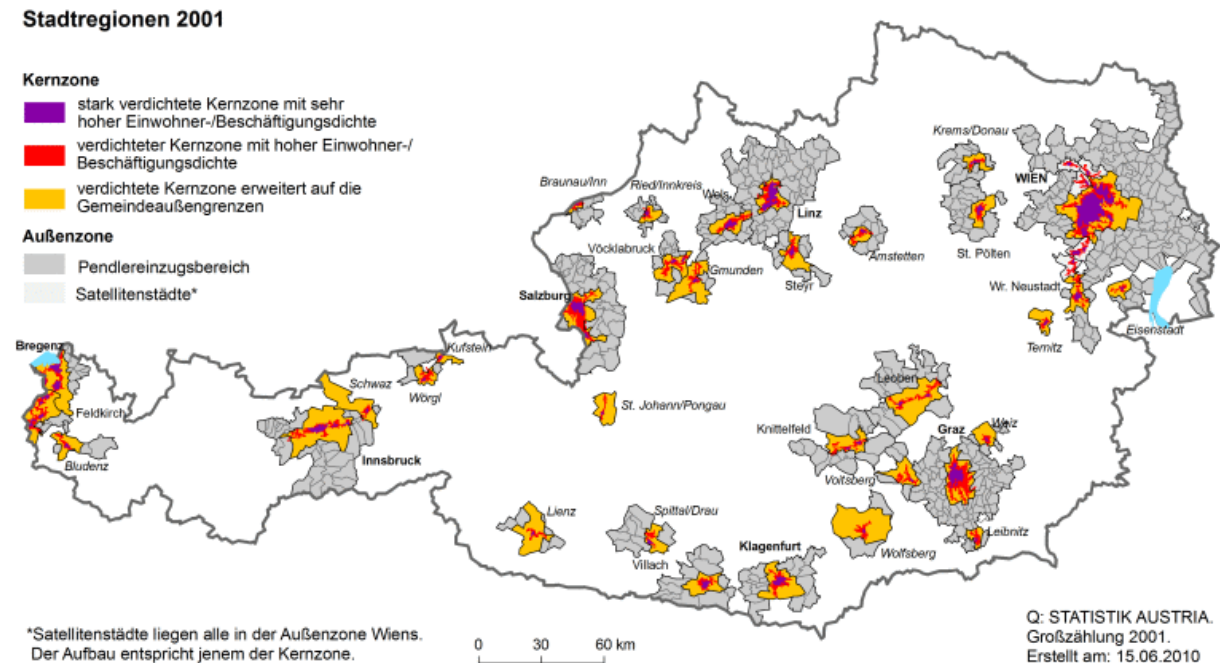 Stadtregionen 2001
Kernzone
stark verdichtete Kernzone mit sehr
hoher Einwohner-/Beschäftigungsdichte
verdichteter Kernzone mit hoher Einwohner-/
Beschäftigungsdichte
verdichtete Kernzone erweitert auf die
Gemeindeaußengrenzen
Außenzone
Pendlereinzugsbereich
Satellitenstädte*
Krems/Donau
WIEN
Braunau/Inn
Ried/Innkreis
Wels
Linz
Vöcklabruck
Gmunden
Steyr
Amstetten
St. Pölten
Salzburg
Wr. Neustadt
Eisenstadt
Ternitz
Bregenz
Kufstein
Schwaz
Wörgl
Feldkirch
Bludenz
Innsbruck
St. Johann/Pongau
Leoben
Knittelfeld
Graz
Weiz
Voitsberg
Lienz
Spittal/Drau
Leibnitz
Wolfsberg
Klagenfurt
Villach
*Satellitenstädte liegen alle in der Außenzone Wiens.
Der Aufbau entspricht jenem der Kernzone.
0 30 60 km
Q: STATISTIK AUSTRIA.
Großzählung 2001.
Erstellt am: 15.06.2010